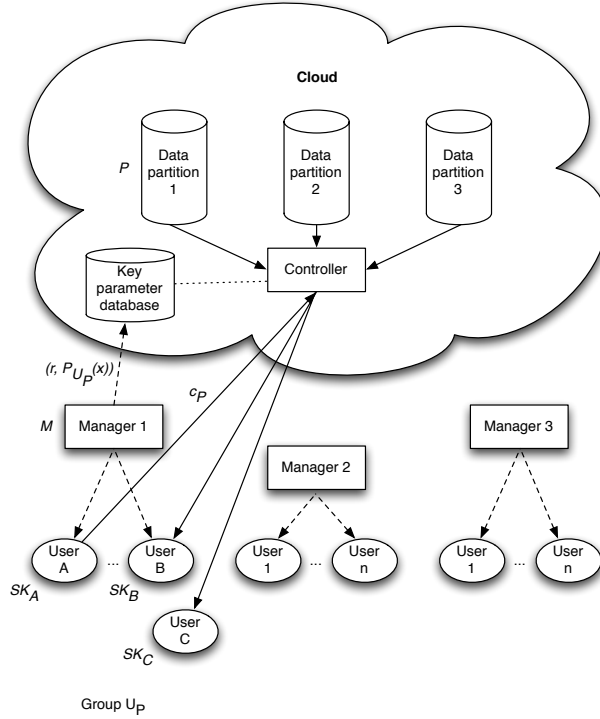 Cloud
P
Data
partition
1
Data
partition
2
Data
partition
3
Key
parameter
database
Controller
(r, P_{U_P}(x))
c_P
M
Manager 1
Manager 2
Manager 3
User
A
...
User
B
User
1
...
User
n
User
1
...
User
n
SK_A
SK_B
User
C
SK_C
Group U_P